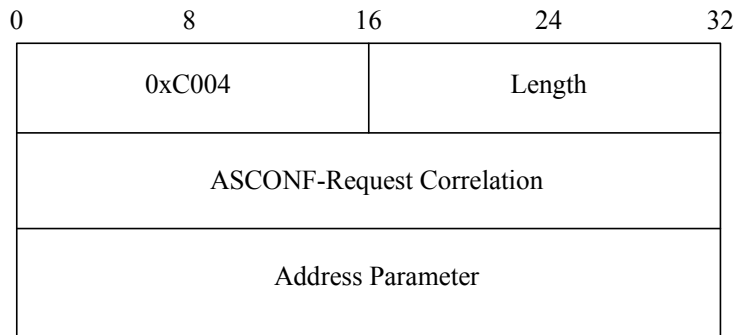 0 8 16 24 32
0xC004 Length
ASCONF-Request Correlation
Address Parameter